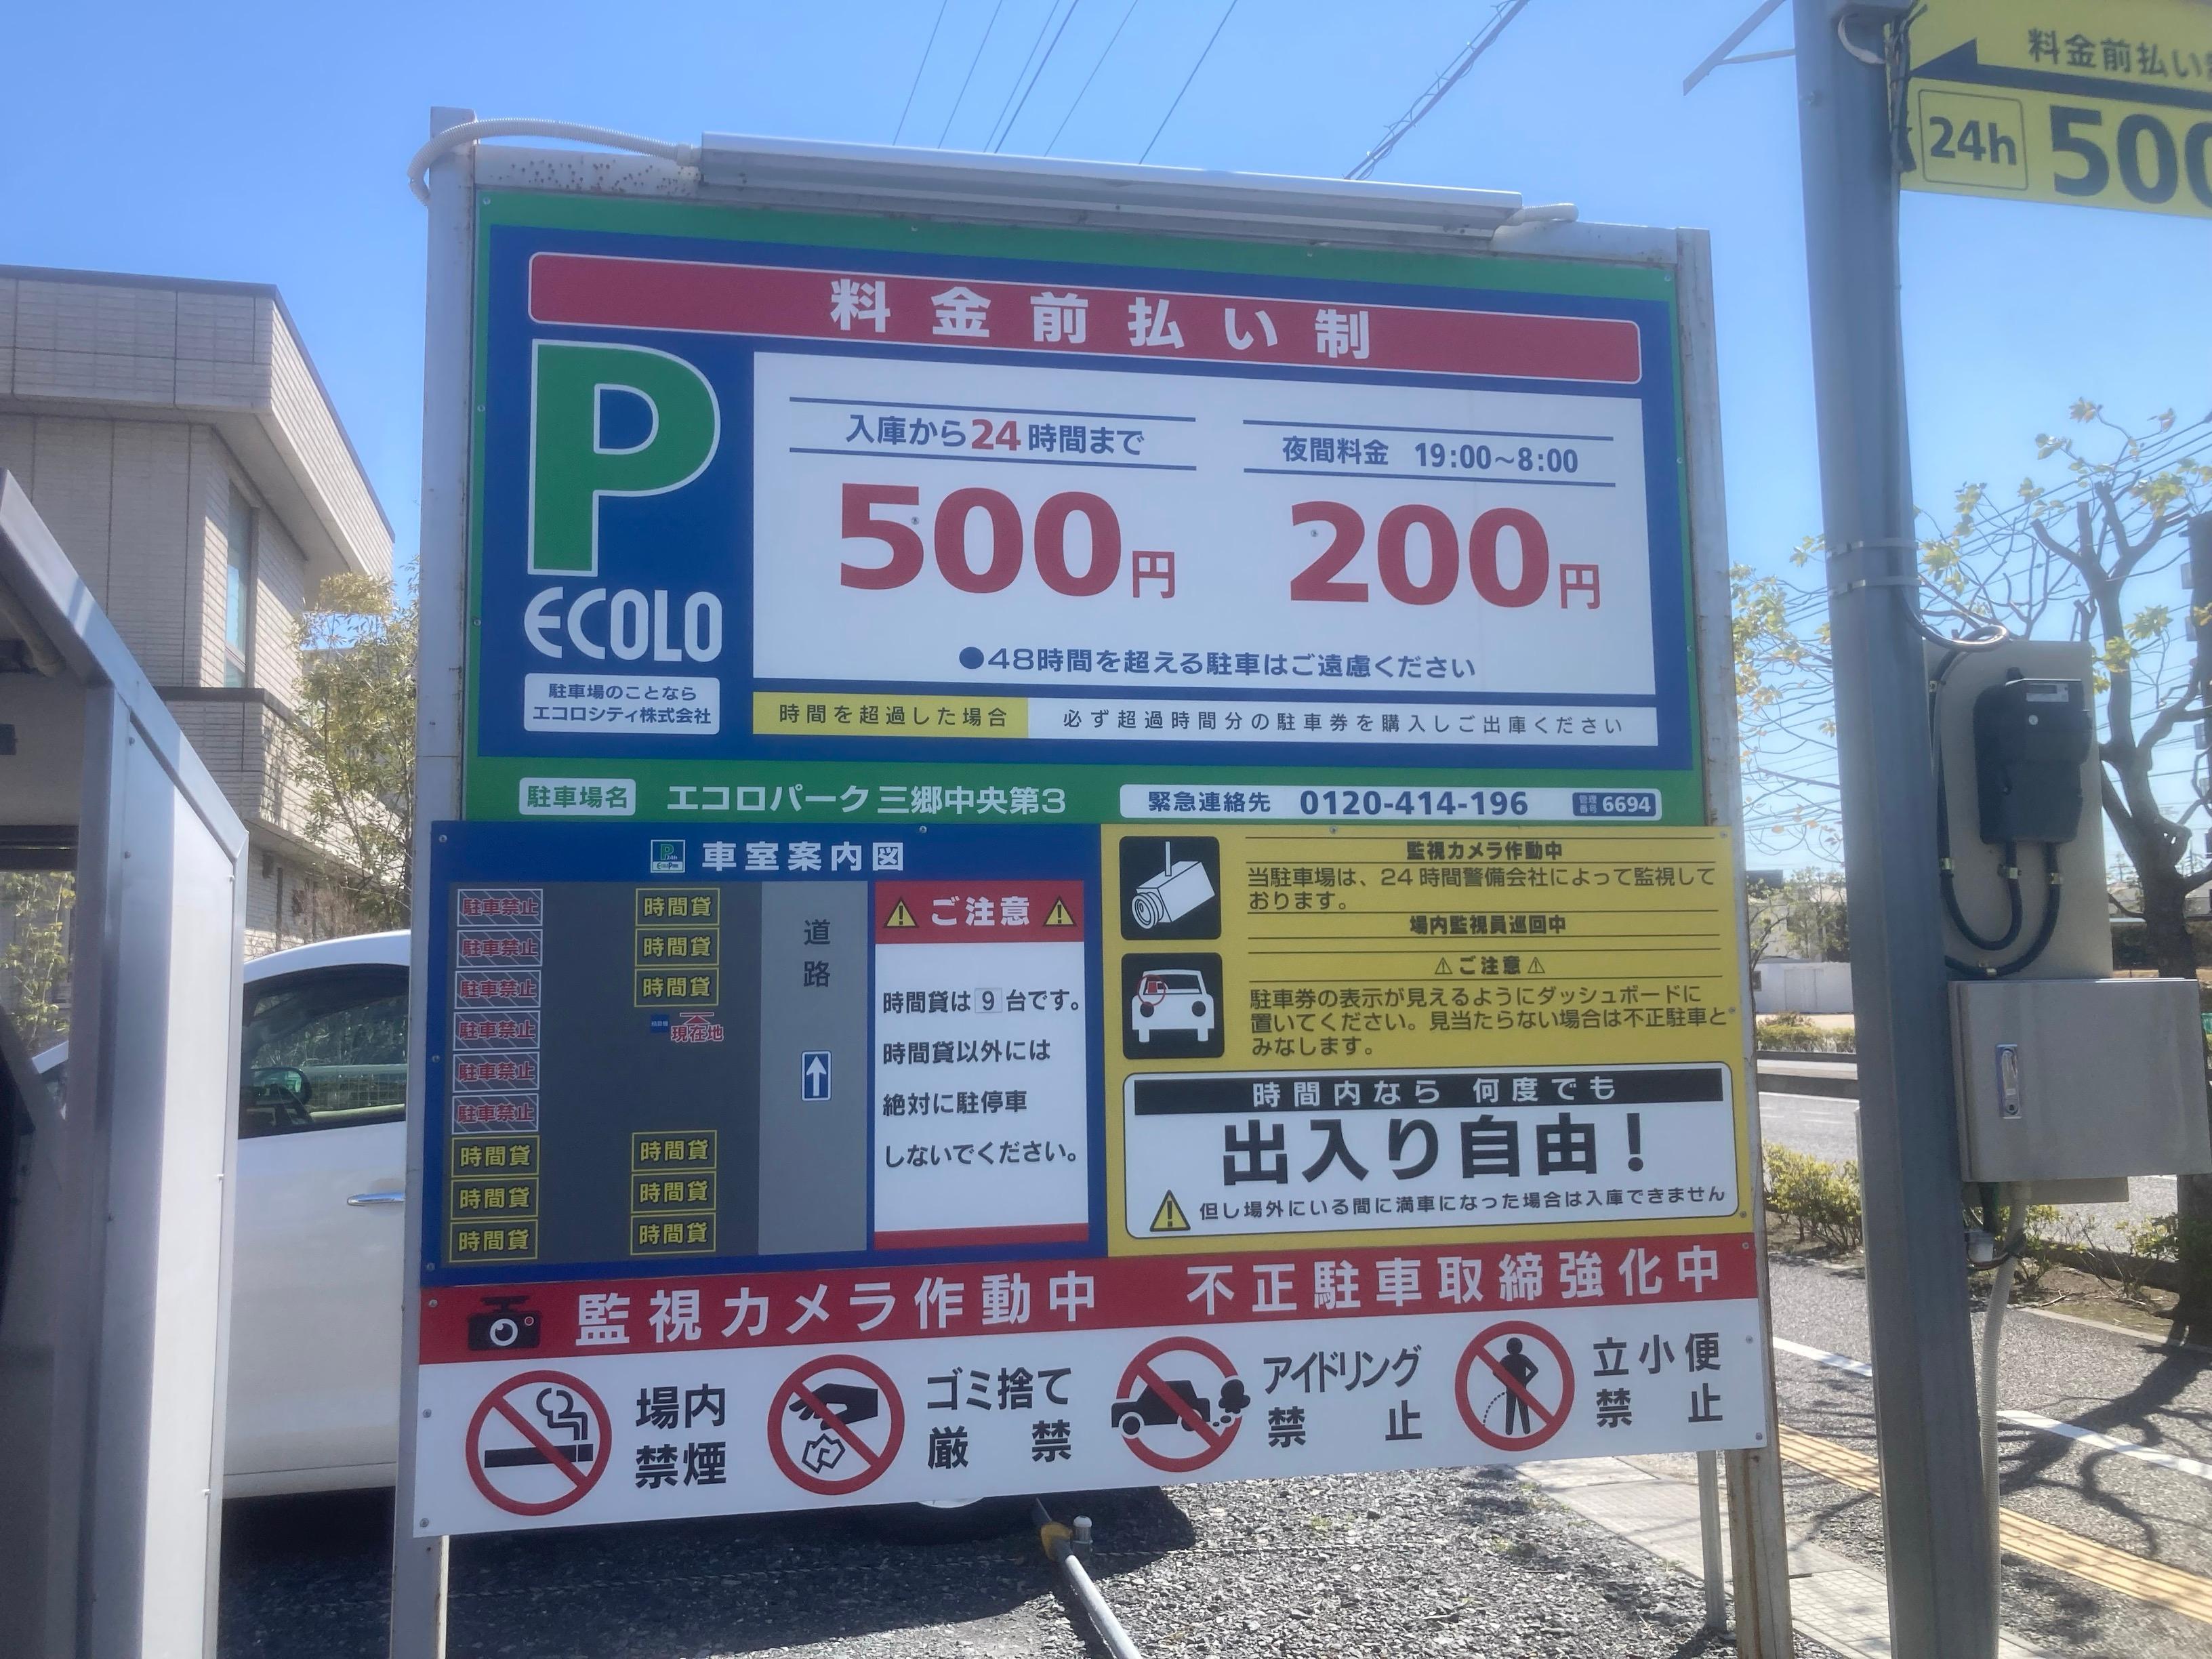 料金前払い制
24h 500
料金前払い制
P
ECOLO
駐車場のことなら
エコロシティ株式会社
入庫から24時間まで
500円
夜間料金 19:00～8:00
200円
●48時間を超える駐車はご遠慮ください
時間を超過した場合 必ず超過時間分の駐車券を購入しご出庫ください
駐車場名 エコロパーク三郷中央第3
緊急連絡先 0120-414-196 管理番号 6694
車室案内図
駐車禁止 時間貸
駐車禁止 時間貸
駐車禁止 時間貸
駐車禁止
現在地
駐車禁止
駐車禁止
時間貸 時間貸
時間貸 時間貸
時間貸 時間貸
道路
ご注意
時間貸は 9 台です。
時間貸以外には
絶対に駐停車
しないでください。
監視カメラ作動中
当駐車場は、24時間警備会社によって監視して
おります。
場内監視員巡回中
⚠ご注意⚠
駐車券の表示が見えるようにダッシュボードに
置いてください。見当たらない場合は不正駐車と
みなします。
時間内なら 何度でも
出入り自由！
但し場外にいる間に満車になった場合は入庫できません
監視カメラ作動中 不正駐車取締強化中
場内
禁煙
ゴミ捨て
厳禁
アイドリング
禁止
立小便
禁止